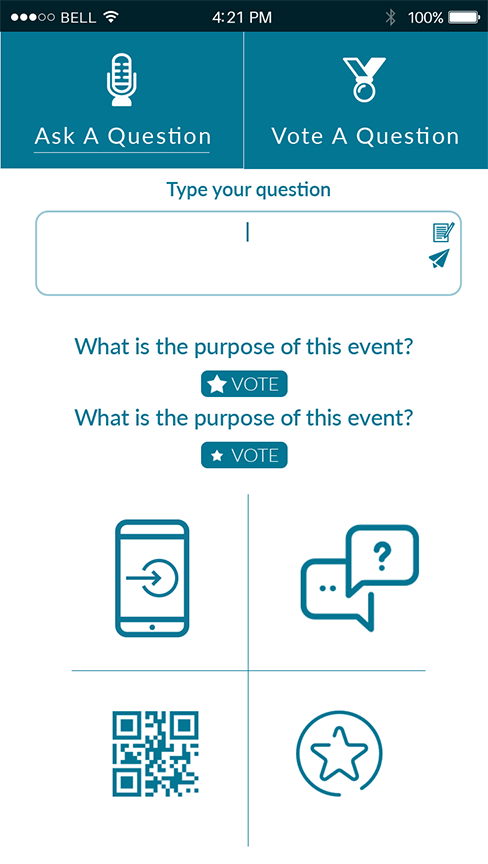 BELL 4:21 PM 100%
Ask A Question Vote A Question
Type your question
What is the purpose of this event?
VOTE
What is the purpose of this event?
VOTE
?